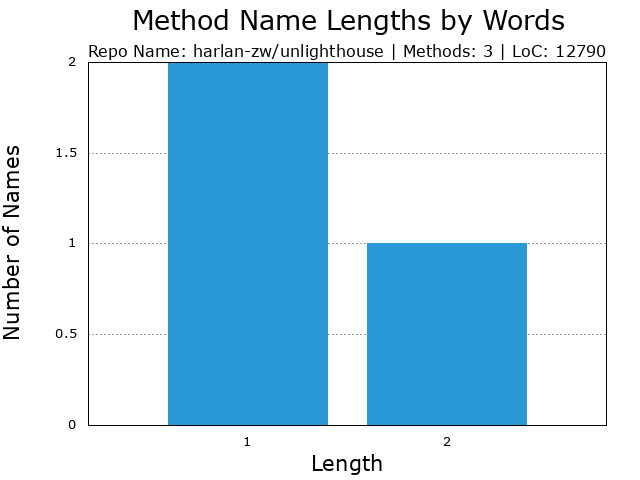 Method Name Lengths by Words
Repo Name: harlan-zw/unlighthouse | Methods: 3 | LoC: 12790
Number of Names
2
1.5
1
0.5
0
1 2
Length